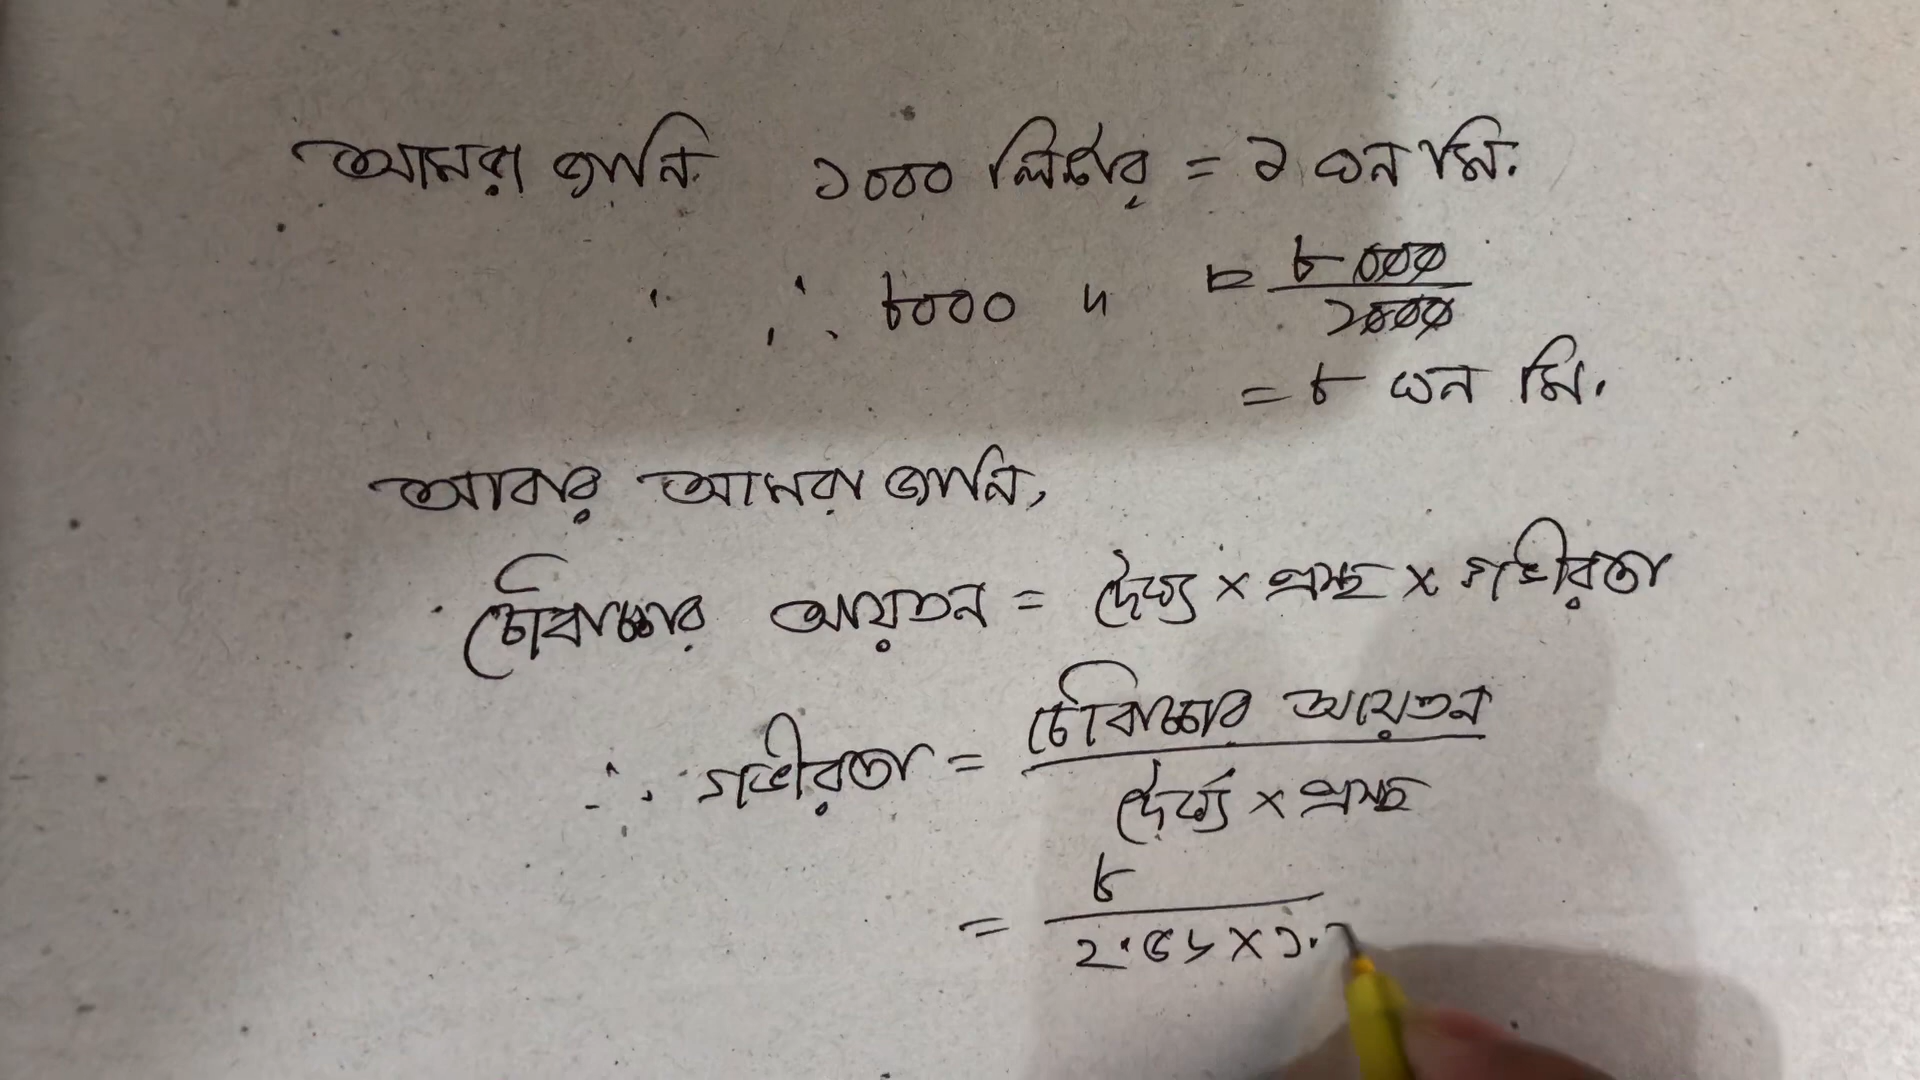 আমরা জানি ১০০০ লিটার = ১ ঘন মি.
∴ ৮০০০ " = ৮০০০/১০০০
= ৮ ঘন মি.
আবার আমরা জানি,
চৌবাচ্চার আয়তন = দৈর্ঘ্য × প্রস্থ × গভীরতা
∴ গভীরতা = চৌবাচ্চার আয়তন/দৈর্ঘ্য × প্রস্থ
= ৮/২.৫৬ × ১.